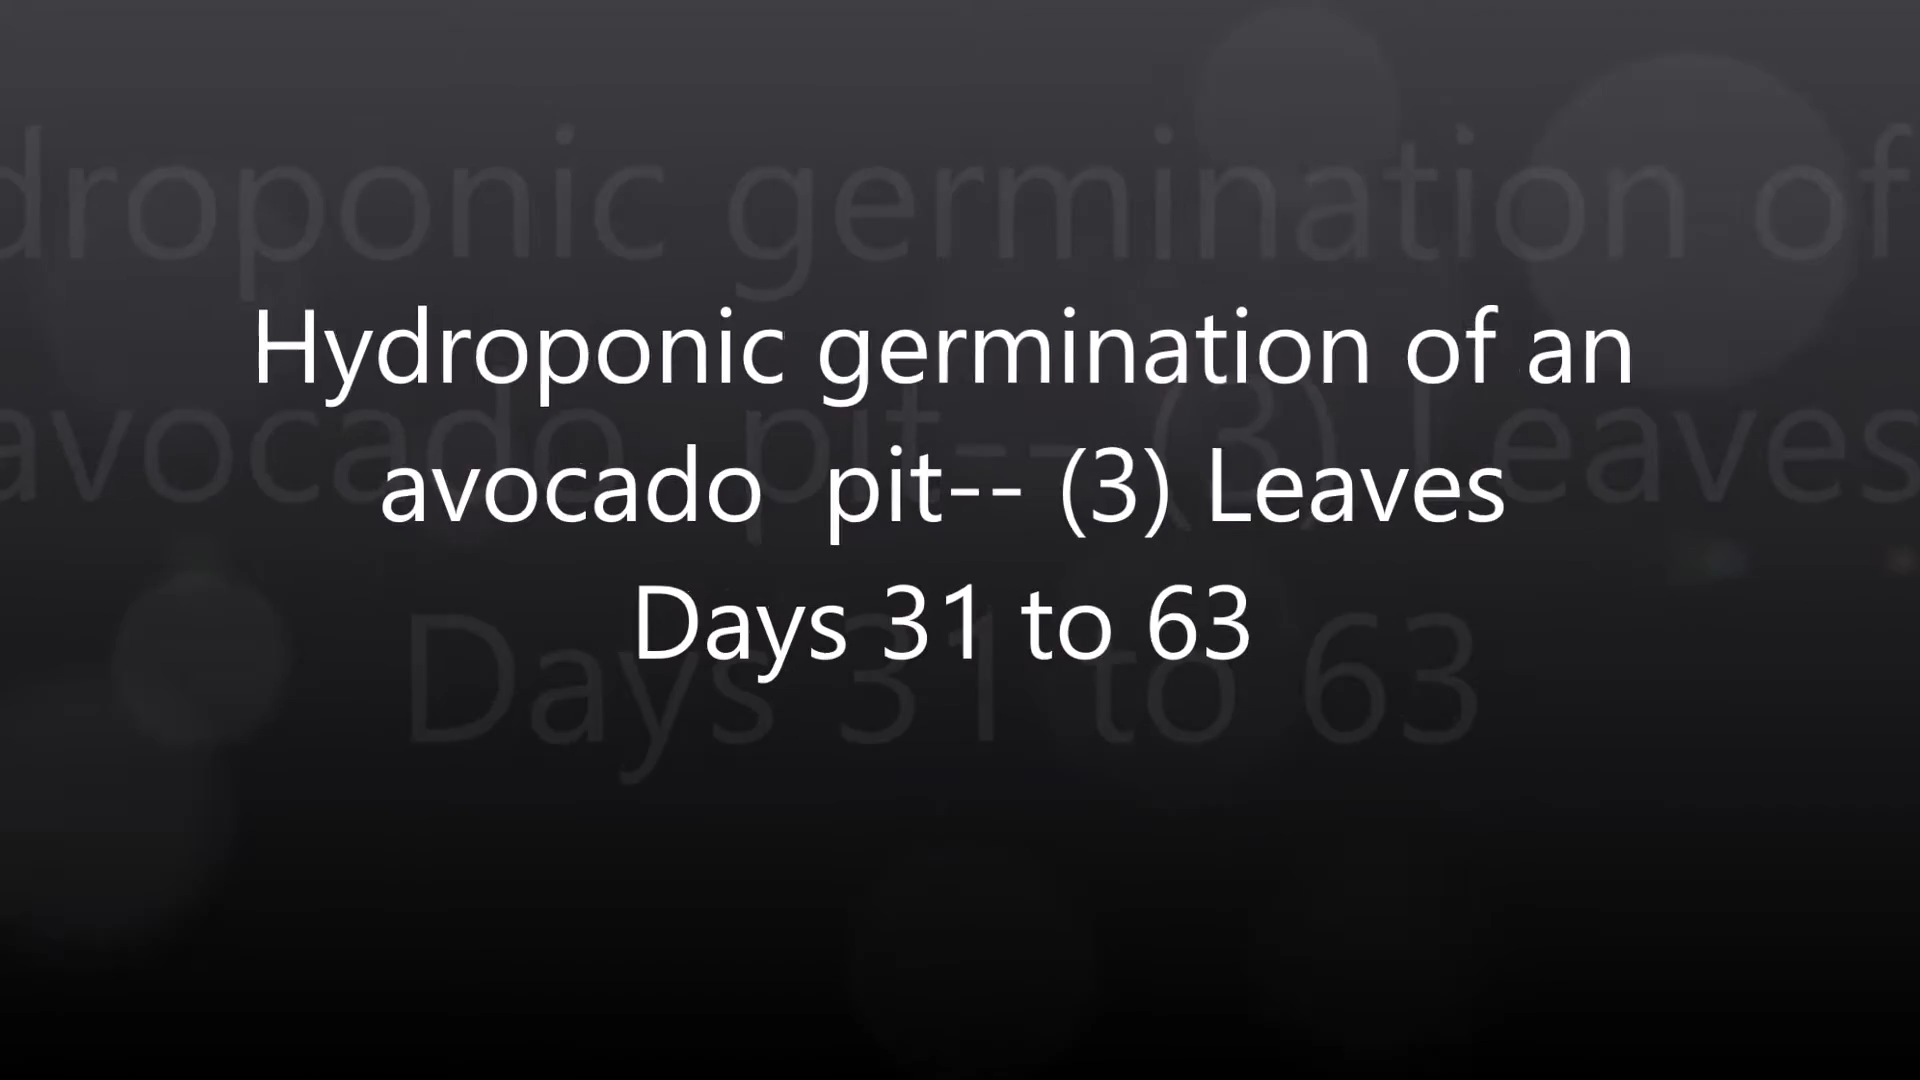 Hydroponic germination of an
avocado  pit-- (3) Leaves
Days 31 to 63